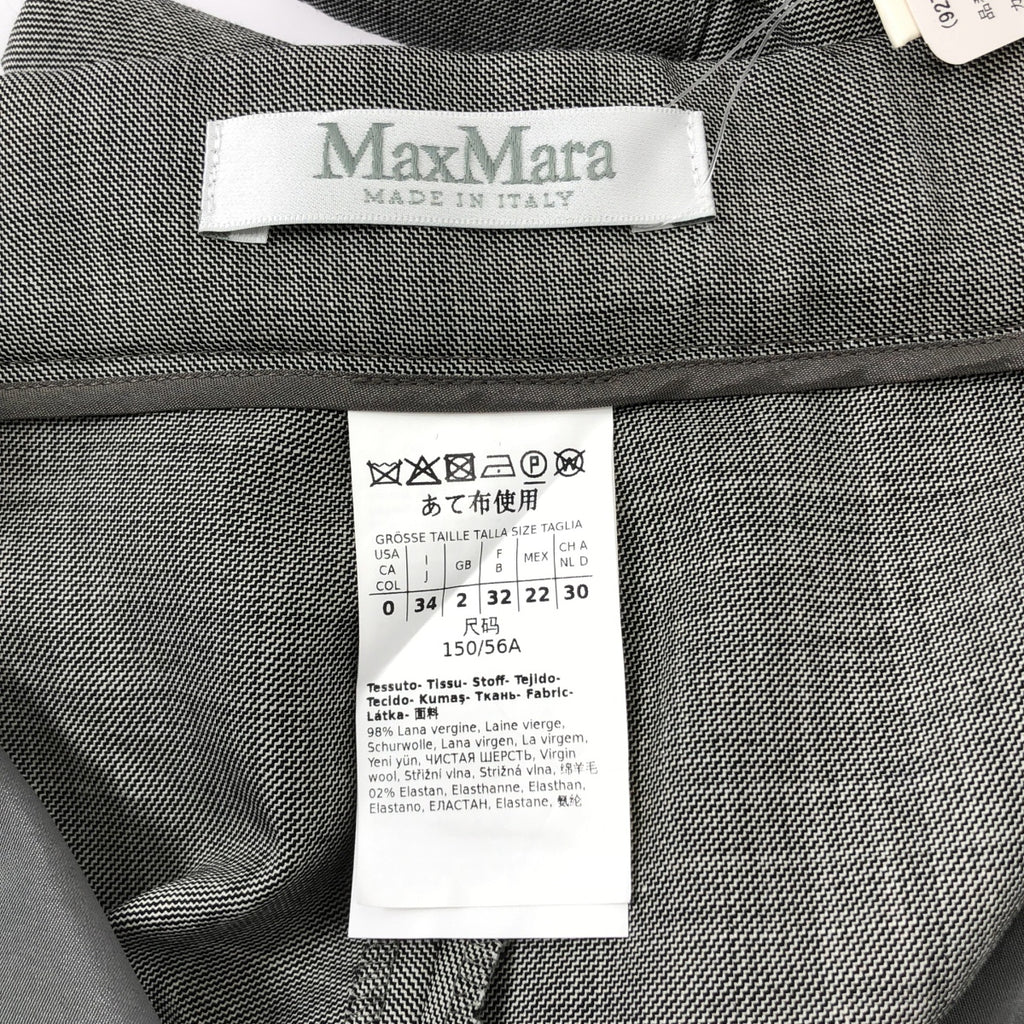 MaxMara
MADE IN ITALY
P W
あて布使用
GRÖSSE TAILLE TALLA SIZE TAGLIA
USA CA COL I J GB F B MEX CH A NL D
0 34 2 32 22 30
尺码
150/56A
Tessuto- Tissu- Stoff- Tejido-
Tecido- Kumaş- Ткань- Fabric-
Látka- 面料
98% Lana vergine, Laine vierge,
Schurwolle, Lana virgen, La virgem,
Yeni yün, ЧИСТАЯ ШЕРСТЬ, Virgin
wool, Střižní vlna, Strižná vlna, 绵羊毛
02% Elastan, Elasthanne, Elasthan,
Elastano, ЕЛАСТАН, Elastane, 氨纶